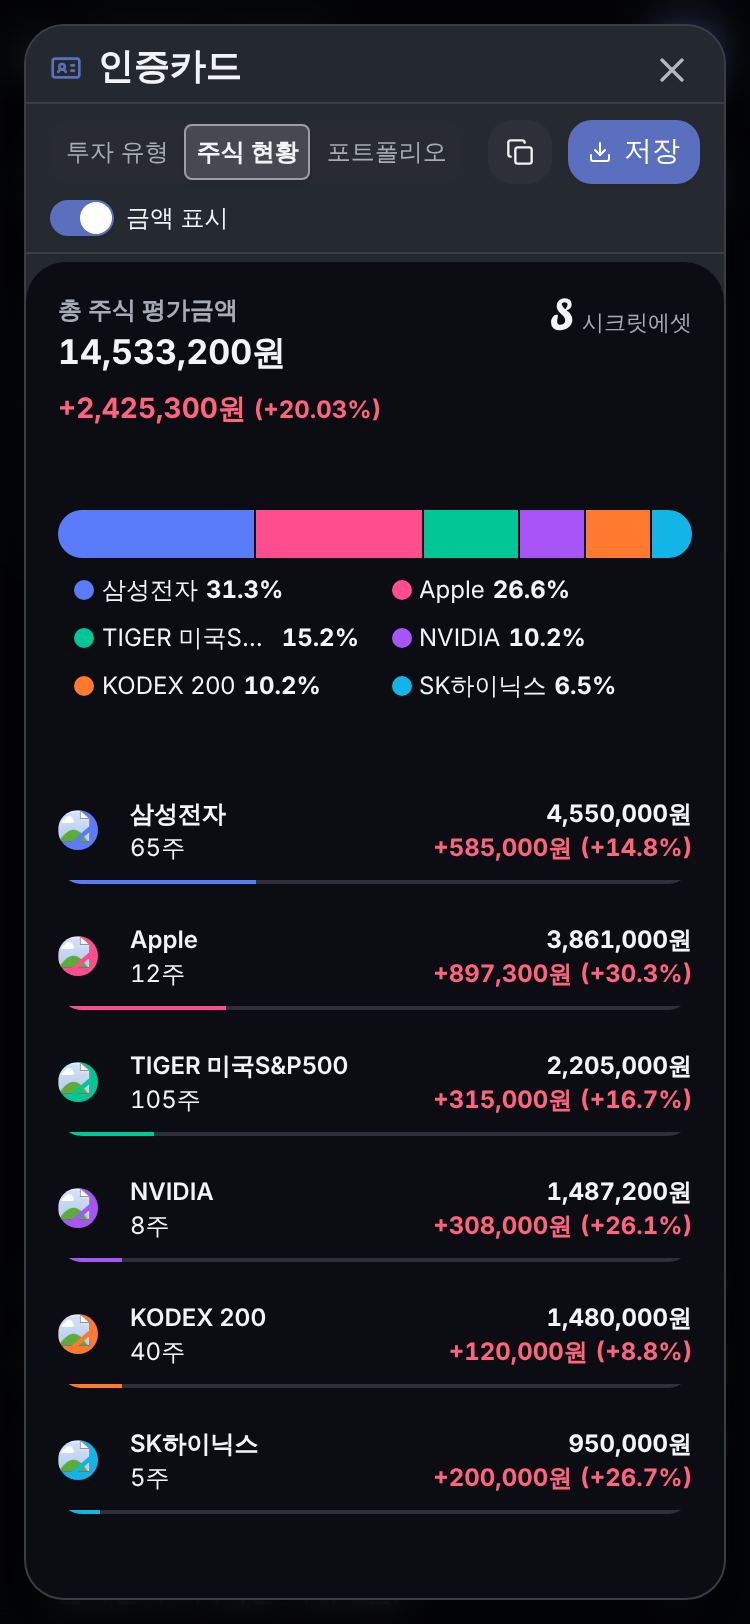 인증카드
투자 유형 주식 현황 포트폴리오 저장
금액 표시
총 주식 평가금액
시크릿에셋
14,533,200원
+2,425,300원 (+20.03%)
삼성전자 31.3% Apple 26.6%
TIGER 미국S... 15.2% NVIDIA 10.2%
KODEX 200 10.2% SK하이닉스 6.5%
삼성전자 4,550,000원
65주 +585,000원 (+14.8%)
Apple 3,861,000원
12주 +897,300원 (+30.3%)
TIGER 미국S&P500 2,205,000원
105주 +315,000원 (+16.7%)
NVIDIA 1,487,200원
8주 +308,000원 (+26.1%)
KODEX 200 1,480,000원
40주 +120,000원 (+8.8%)
SK하이닉스 950,000원
5주 +200,000원 (+26.7%)